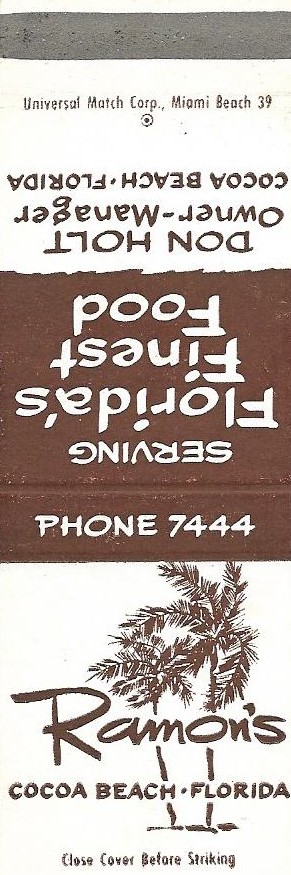 Universal Match Corp., Miami Beach 39
DON HOLT
Owner-Manager
COCOA BEACH·FLORIDA
SERVING
Florida's
Finest
Food
PHONE 7444
Ramon's
COCOA BEACH·FLORIDA
Close Cover Before Striking